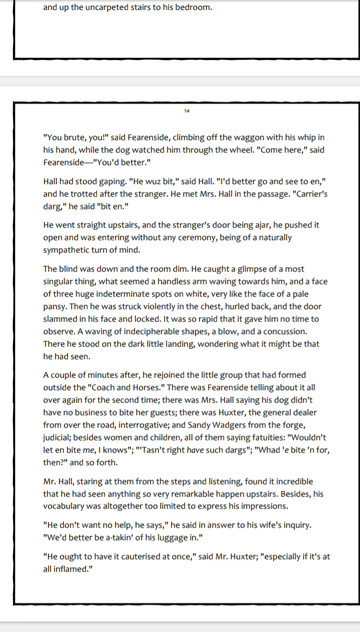 and up the uncarpeted stairs to his bedroom.
14
"You brute, you!" said Fearenside, climbing off the waggon with his whip in
his hand, while the dog watched him through the wheel. "Come here," said
Fearenside—"You'd better."
Hall had stood gaping. "He wuz bit," said Hall. "I'd better go and see to en,"
and he trotted after the stranger. He met Mrs. Hall in the passage. "Carrier's
darg," he said "bit en."
He went straight upstairs, and the stranger's door being ajar, he pushed it
open and was entering without any ceremony, being of a naturally
sympathetic turn of mind.
The blind was down and the room dim. He caught a glimpse of a most
singular thing, what seemed a handless arm waving towards him, and a face
of three huge indeterminate spots on white, very like the face of a pale
pansy. Then he was struck violently in the chest, hurled back, and the door
slammed in his face and locked. It was so rapid that it gave him no time to
observe. A waving of indecipherable shapes, a blow, and a concussion.
There he stood on the dark little landing, wondering what it might be that
he had seen.
A couple of minutes after, he rejoined the little group that had formed
outside the "Coach and Horses." There was Fearenside telling about it all
over again for the second time; there was Mrs. Hall saying his dog didn't
have no business to bite her guests; there was Huxter, the general dealer
from over the road, interrogative; and Sandy Wadgers from the forge,
judicial; besides women and children, all of them saying fatuities: "Wouldn't
let en bite me, I knows"; "'Tasn't right have such dargs"; "Whad 'e bite 'n for,
then?" and so forth.
Mr. Hall, staring at them from the steps and listening, found it incredible
that he had seen anything so very remarkable happen upstairs. Besides, his
vocabulary was altogether too limited to express his impressions.
"He don't want no help, he says," he said in answer to his wife's inquiry.
"We'd better be a-takin' of his luggage in."
"He ought to have it cauterised at once," said Mr. Huxter; "especially if it's at
all inflamed."